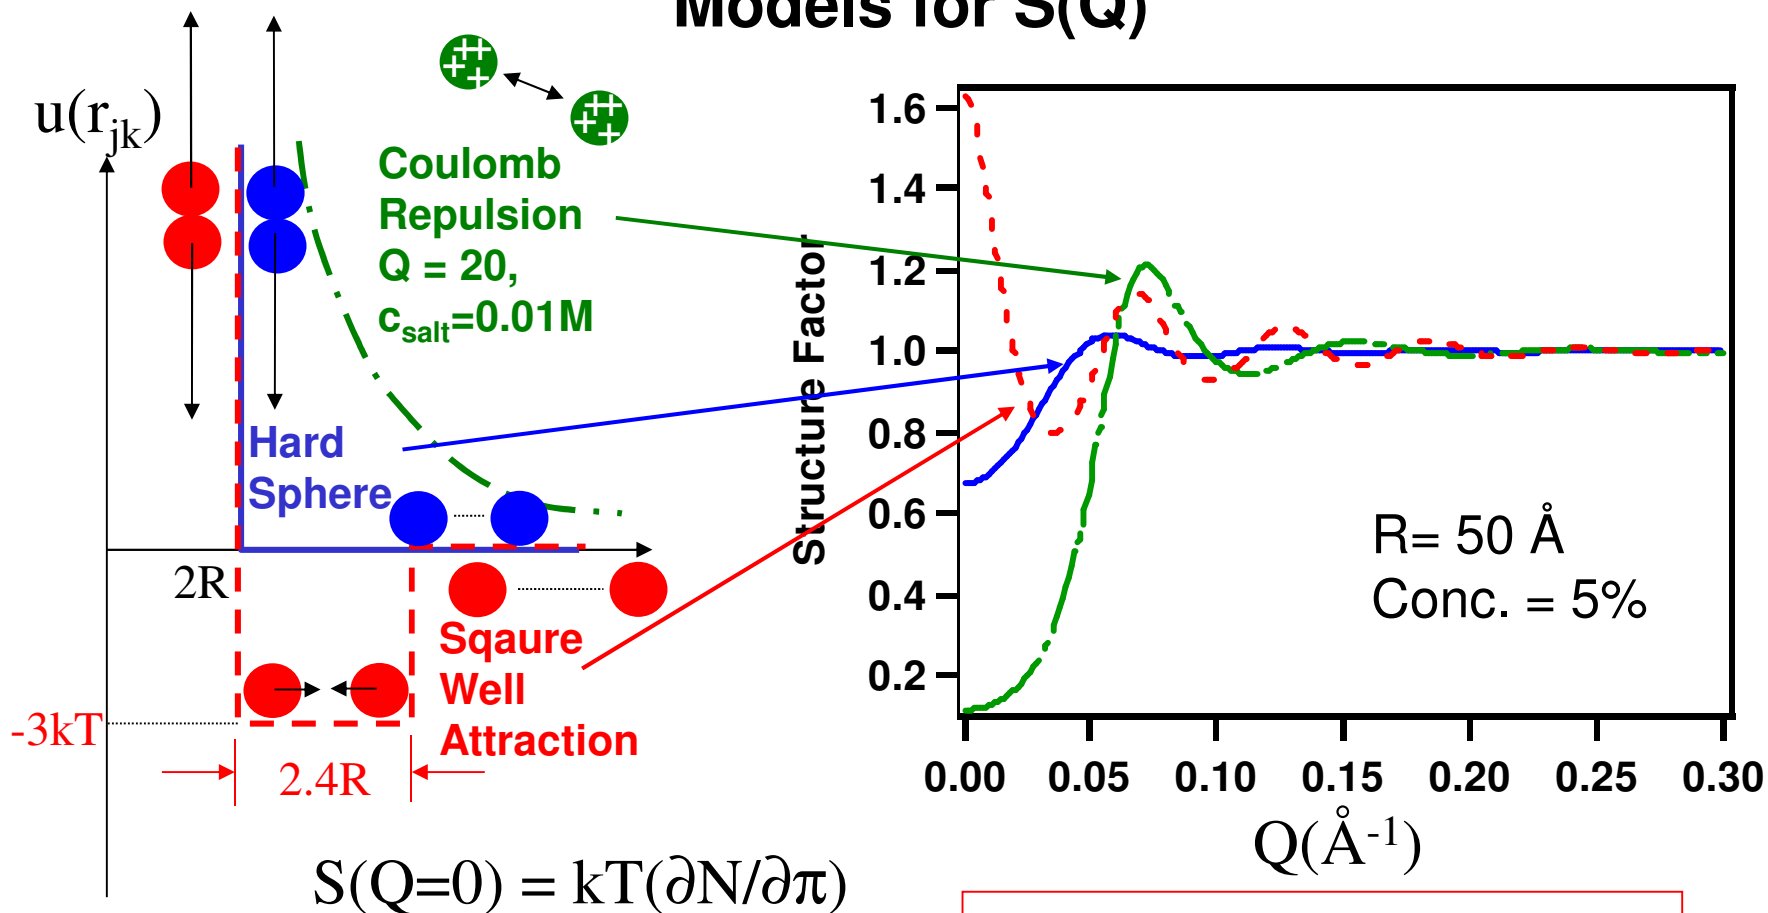 Models for S(Q)
u(r_jk)
++
+
+
++
+
+
Coulomb
Repulsion
Q = 20,
c_salt=0.01M
Hard
Sphere
2R
Sqaure
Well
Attraction
-3kT
2.4R
S(Q=0) = kT(∂N/∂π)
Structure Factor
1.6
1.4
1.2
1.0
0.8
0.6
0.4
0.2
R= 50 Å
Conc. = 5%
0.00 0.05 0.10 0.15 0.20 0.25 0.30
Q(Å⁻¹)